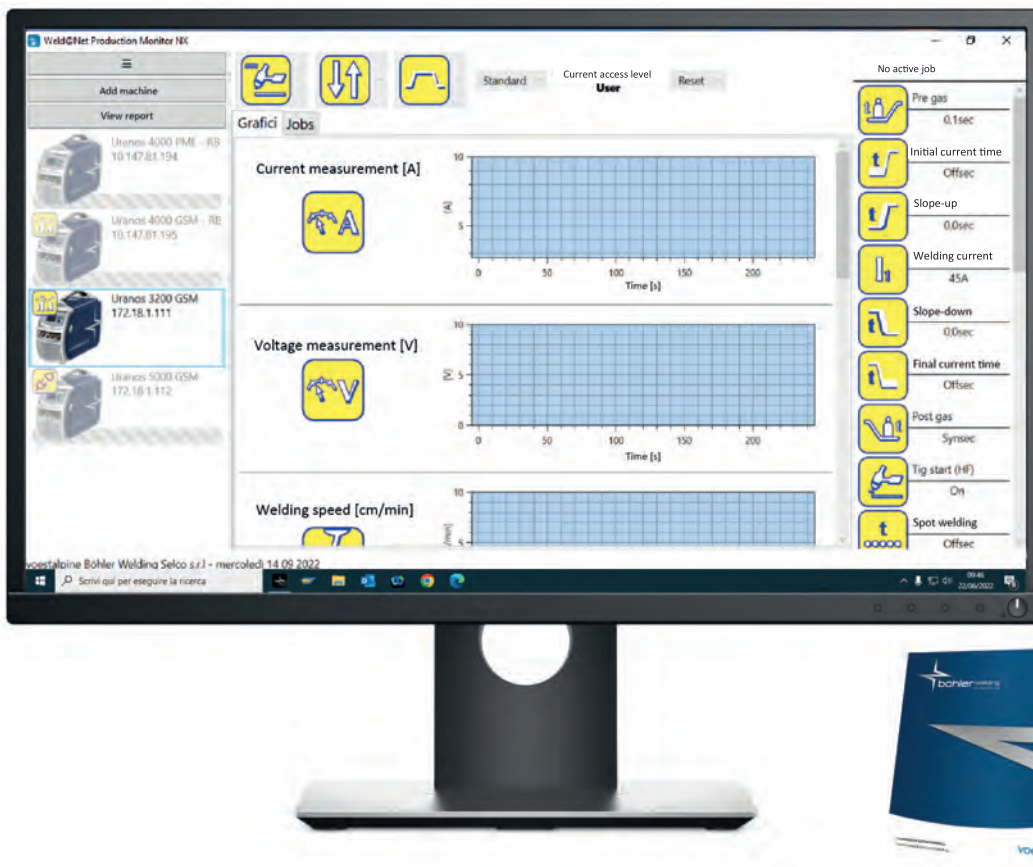 Weld@Net Production Monitor NX
Add machine
View report
Uranos 4000 PME - RB
10.147.81.194
Uranos 4000 GSM - RB
10.147.81.195
Uranos 3200 GSM
172.18.1.111
Uranos 5000 GSM
172.18.1.112
Standard
Current access level
User
Reset
Grafici Jobs
Current measurement [A]
A
10
[A]
5
0 50 100 150 200
Time [s]
Voltage measurement [V]
V
10
[V]
5
0
0 50 100 150 200
Time [s]
Welding speed [cm/min]
10
/min]
5
No active job
Pre gas
0,1sec
Initial current time
Offsec
Slope-up
0,0sec
Welding current
45A
Slope-down
0,0sec
Final current time
Offsec
Post gas
Synsec
Tig start (HF)
On
Spot welding
Offsec
voestalpine Böhler Welding Selco s.r.l - mercoledì 14 09 2022
Scrivi qui per eseguire la ricerca
09:46
22/06/2022
böhler welding